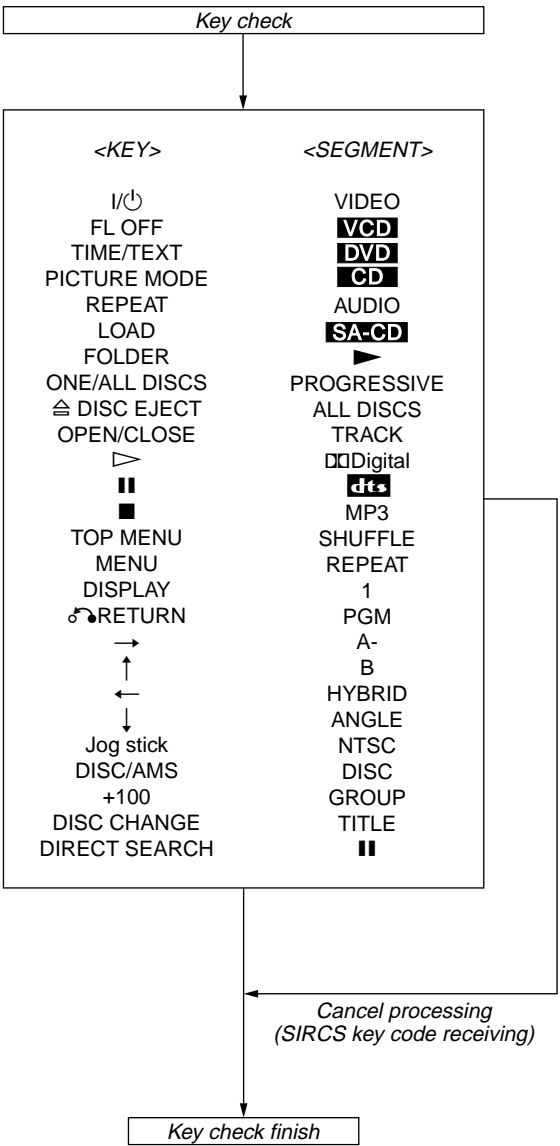 Key check
<KEY> <SEGMENT>
I/⏻ VIDEO
FL OFF VCD
TIME/TEXT DVD
PICTURE MODE CD
REPEAT AUDIO
LOAD SA-CD
FOLDER ►
ONE/ALL DISCS PROGRESSIVE
≜ DISC EJECT ALL DISCS
OPEN/CLOSE TRACK
▷ DDDigital
❚❚ dts
■ MP3
TOP MENU SHUFFLE
MENU REPEAT
DISPLAY 1
RETURN PGM
→ A-
↑ B
← HYBRID
↓ ANGLE
Jog stick NTSC
DISC/AMS DISC
+100 GROUP
DISC CHANGE TITLE
DIRECT SEARCH ❚❚
Cancel processing
(SIRCS key code receiving)
Key check finish